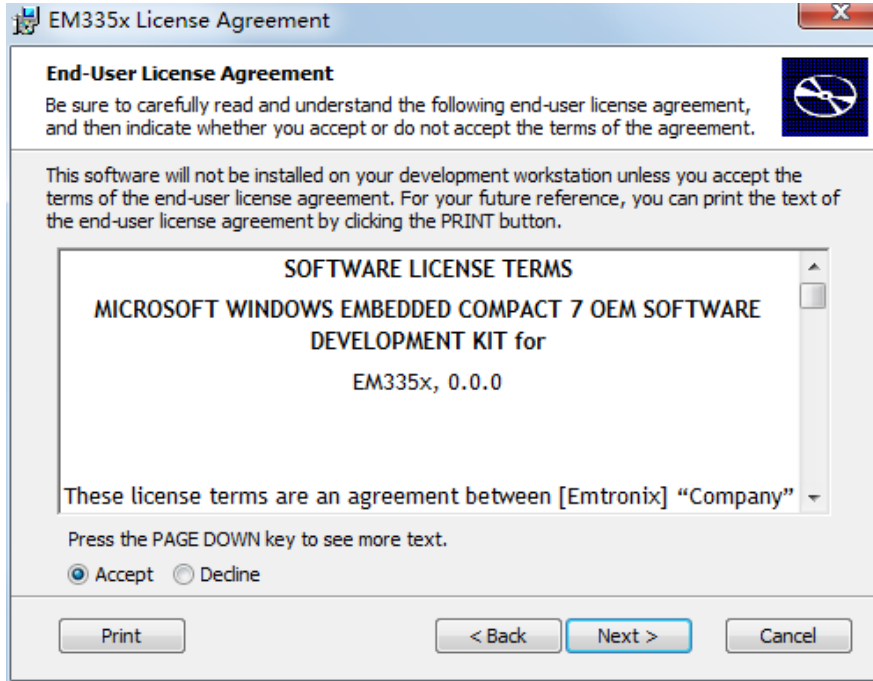 EM335x License Agreement
x
End-User License Agreement
Be sure to carefully read and understand the following end-user license agreement,
and then indicate whether you accept or do not accept the terms of the agreement.
This software will not be installed on your development workstation unless you accept the
terms of the end-user license agreement. For your future reference, you can print the text of
the end-user license agreement by clicking the PRINT button.
SOFTWARE LICENSE TERMS
MICROSOFT WINDOWS EMBEDDED COMPACT 7 OEM SOFTWARE
DEVELOPMENT KIT for
EM335x, 0.0.0
These license terms are an agreement between [Emtronix] “Company”
Press the PAGE DOWN key to see more text.
Accept Decline
Print < Back Next > Cancel